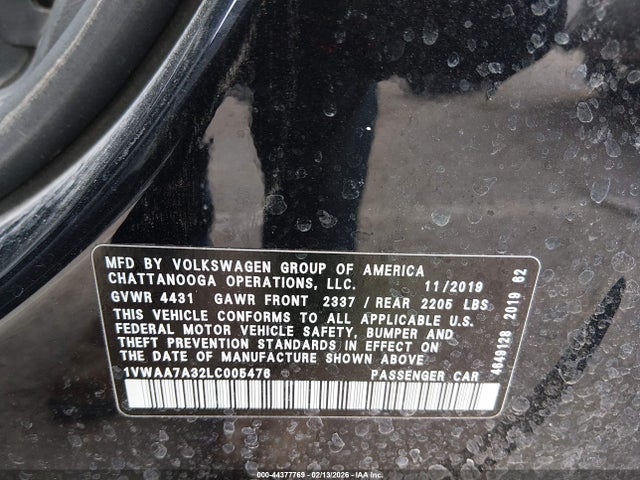 MFD BY VOLKSWAGEN GROUP OF AMERICA
CHATTANOOGA OPERATIONS, LLC. 11/2019
GVWR 4431 GAWR FRONT 2337 / REAR 2205 LBS
THIS VEHICLE CONFORMS TO ALL APPLICABLE U.S.
FEDERAL MOTOR VEHICLE SAFETY, BUMPER AND
THEFT PREVENTION STANDARDS IN EFFECT ON
THE DATE OF MANUFACTURE SHOWN ABOVE
1VWAA7A32LC005476 PASSENGER CAR
4649128 2019 62
000-44377769 - 02/13/2026 - IAA Inc.